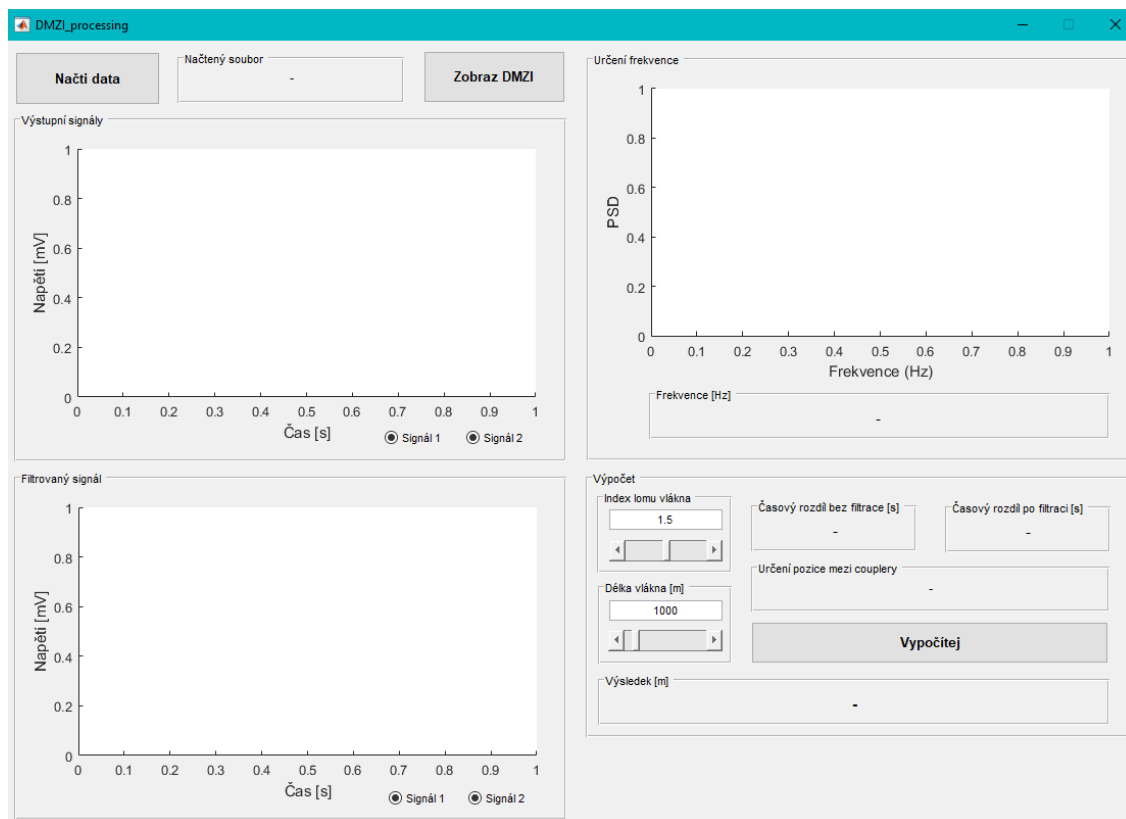 DMZI_processing
Načti data
Načtený soubor
-
Zobraz DMZI
Výstupní signály
1
0.8
0.6
0.4
0.2
0
Napětí [mV]
0 0.1 0.2 0.3 0.4 0.5 0.6 0.7 0.8 0.9 1
Čas [s]
Signál 1
Signál 2
Filtrovaný signál
1
0.8
0.6
0.4
0.2
0
Napětí [mV]
0 0.1 0.2 0.3 0.4 0.5 0.6 0.7 0.8 0.9 1
Čas [s]
Signál 1
Signál 2
Určení frekvence
1
0.8
0.6
0.4
0.2
0
PSD
0 0.1 0.2 0.3 0.4 0.5 0.6 0.7 0.8 0.9 1
Frekvence (Hz)
Frekvence [Hz]
-
Výpočet
Index lomu vlákna
1.5
Délka vlákna [m]
1000
Časový rozdíl bez filtrace [s]
-
Časový rozdíl po filtraci [s]
-
Určení pozice mezi couplery
-
Vypočítej
Výsledek [m]
-